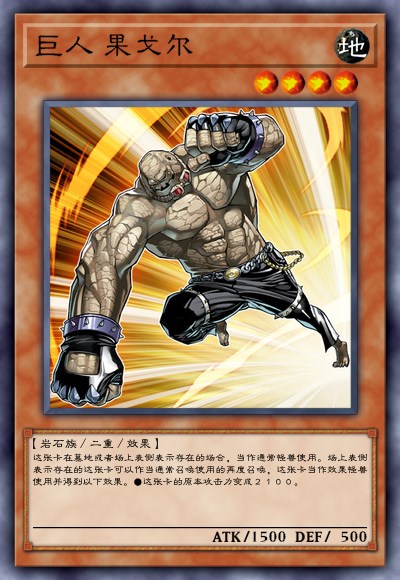 巨人 果戈尔
地
【岩石族／二重／效果】
这张卡在墓地或者场上表侧表示存在的场合，当作通常怪兽使用。场上表侧
表示存在的这张卡可以作当通常召唤使用的再度召唤，这张卡当作效果怪兽
使用并得到以下效果。●这张卡的原本攻击力变成２１００。
ATK/1500 DEF/ 500